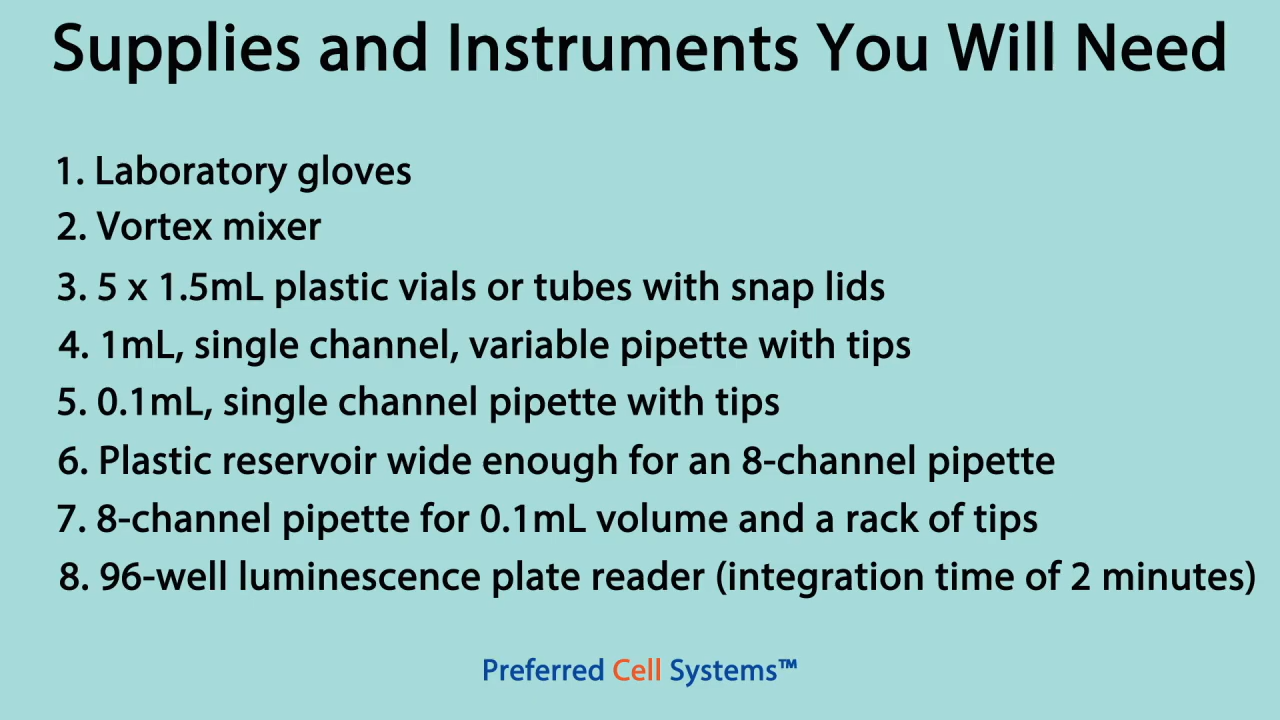 Supplies and Instruments You Will Need
1. Laboratory gloves
2. Vortex mixer
3. 5 x 1.5mL plastic vials or tubes with snap lids
4. 1mL, single channel, variable pipette with tips
5. 0.1mL, single channel pipette with tips
6. Plastic reservoir wide enough for an 8-channel pipette
7. 8-channel pipette for 0.1mL volume and a rack of tips
8. 96-well luminescence plate reader (integration time of 2 minutes)
Preferred Cell Systems™